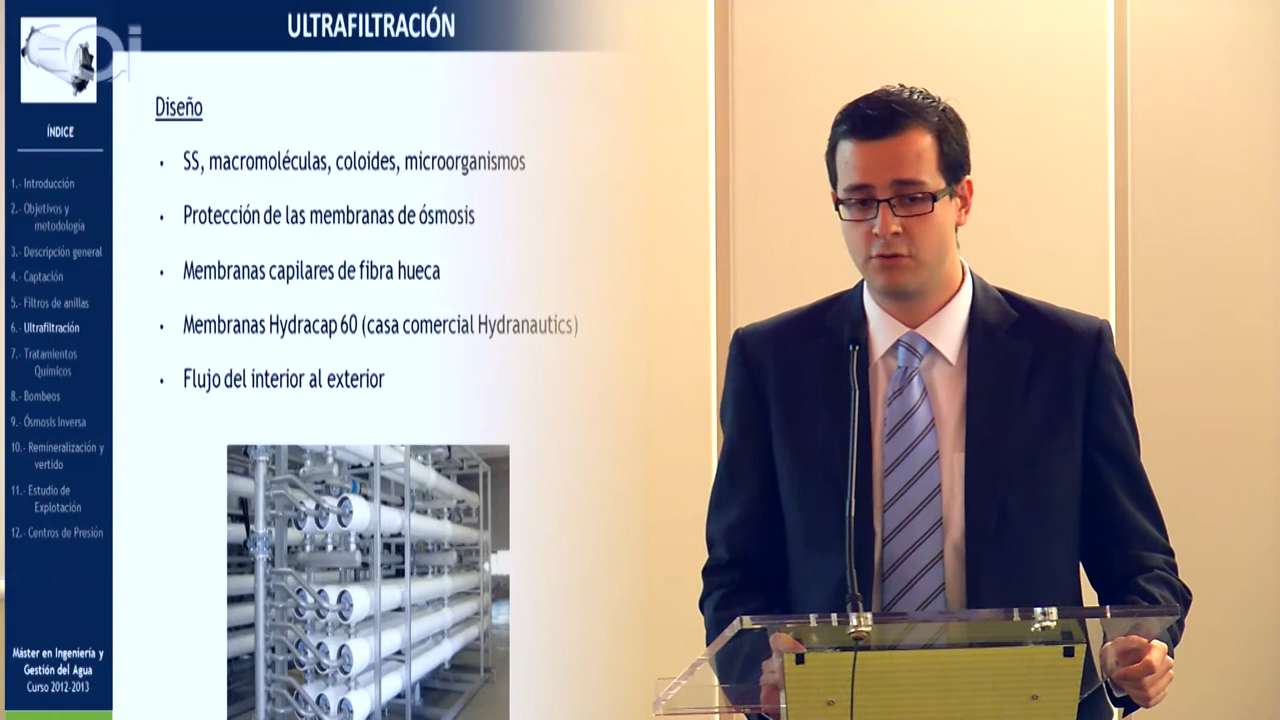 eoi
ULTRAFILTRACIÓN
ÍNDICE
1.- Introducción
2.- Objetivos y
metodología
3.- Descripción general
4.- Captación
5.- Filtros de anillas
6.- Ultrafiltración
7.- Tratamientos
Químicos
8.- Bombeos
9.- Ósmosis Inversa
10.- Remineralización y
vertido
11.- Estudio de
Explotación
12.- Centros de Presión
Máster en Ingeniería y
Gestión del Agua
Curso 2012-2013
Diseño
• SS, macromoléculas, coloides, microorganismos
• Protección de las membranas de ósmosis
• Membranas capilares de fibra hueca
• Membranas Hydracap 60 (casa comercial Hydranautics)
• Flujo del interior al exterior